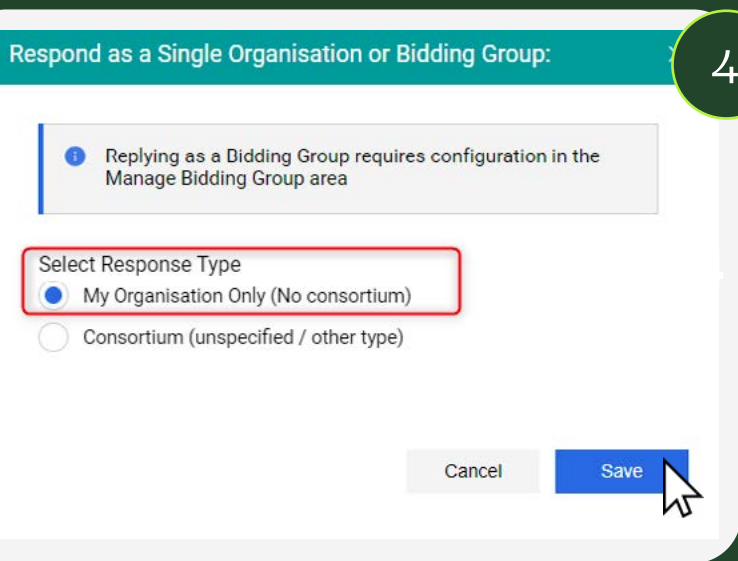 Respond as a Single Organisation or Bidding Group:
4
Replying as a Bidding Group requires configuration in the
Manage Bidding Group area
Select Response Type
My Organisation Only (No consortium)
Consortium (unspecified / other type)
Cancel
Save